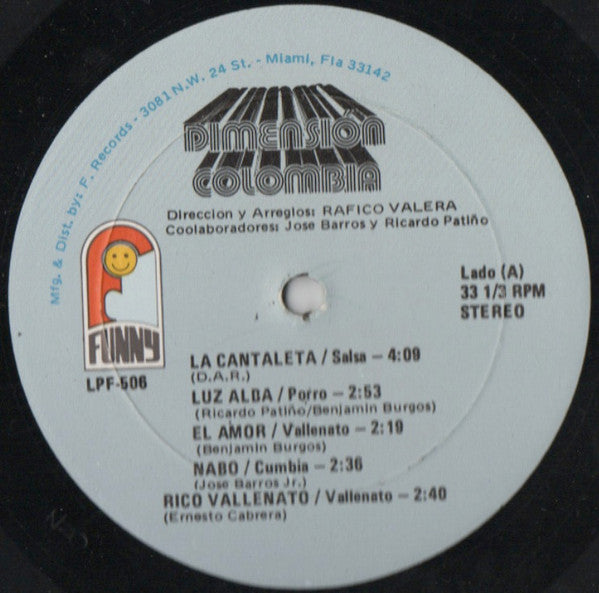 Mfg. & Dist. by: F. Records - 3081 N.W. 24 St. - Miami, Fla 33142
DIMENSIÓN
COLOMBIA
Direccion y Arreglos: RAFICO VALERA
Coolaboradores: Jose Barros y Ricardo Patiño
FUNNY
LPF-506
Lado (A)
33 1/3 RPM
STEREO
LA CANTALETA / Salsa — 4:09
(D.A.R.)
LUZ ALBA / Porro — 2:53
(Ricardo Patiño/Benjamin Burgos)
EL AMOR / Vallenato — 2:19
(Benjamin Burgos)
NABO / Cumbia — 2:36
(Jose Barros Jr.)
RICO VALLENATO / Vallenato — 2:40
(Ernesto Cabrera)